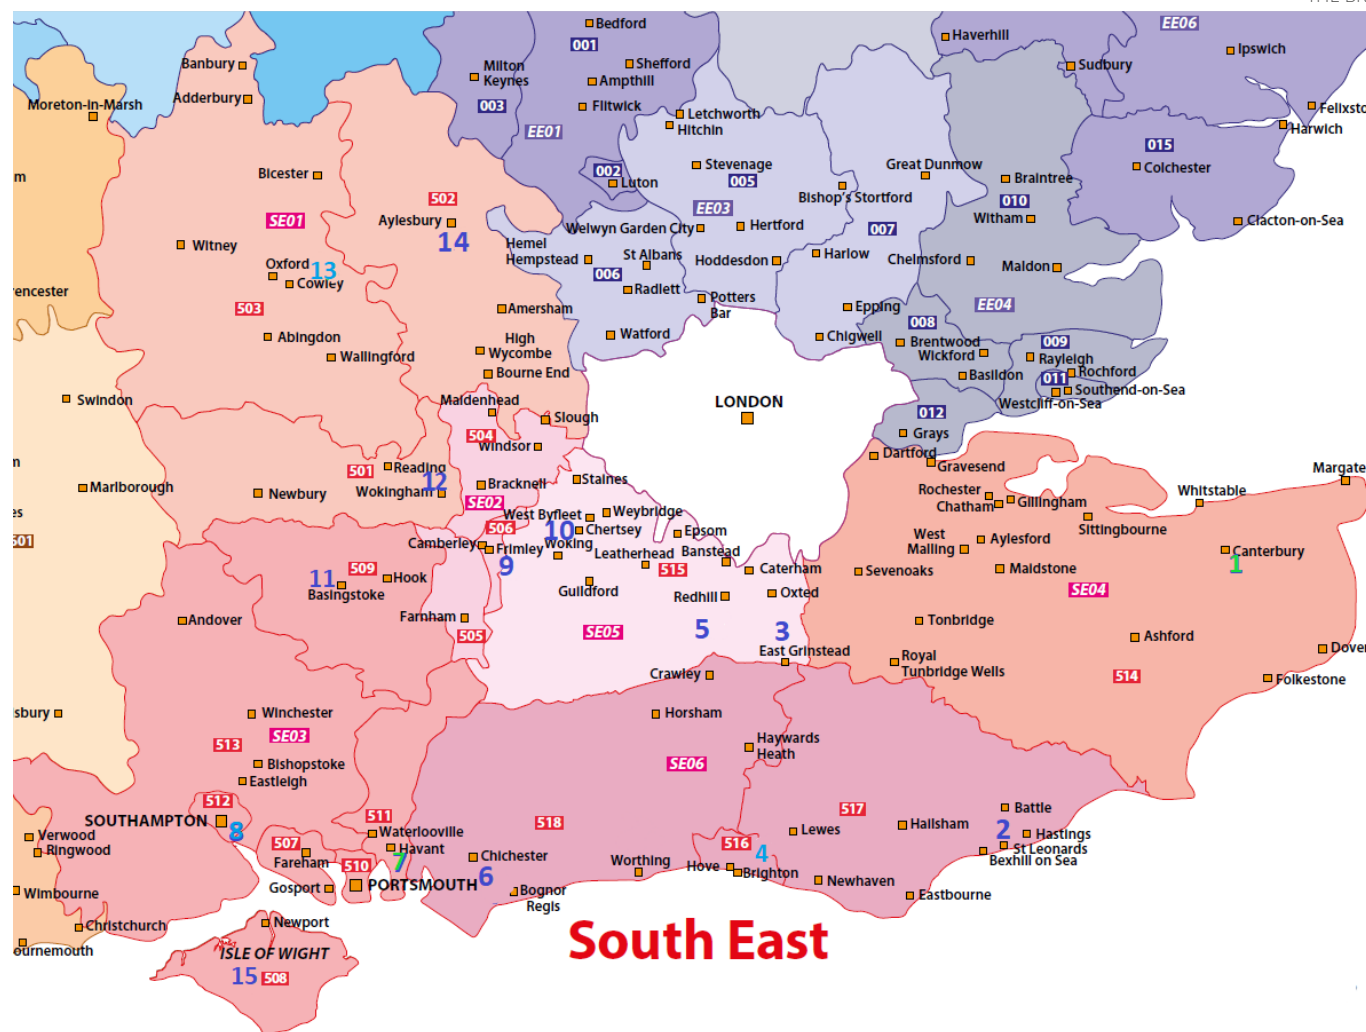 Bedford
001
Haverhill
EE06
Ipswich
Banbury
Milton
Keynes
Shefford
Ampthill
Sudbury
003
Adderbury
Moreton-in-Marsh
Flitwick
Felixsto
Letchworth
Hitchin
EE01
Harwich
015
Colchester
Stevenage
005
Great Dunmow
Bicester
002
Luton
Braintree
m
502
Bishop's Stortford
010
SE01
Aylesbury
14
EE03
Witham
Clacton-on-Sea
Welwyn Garden City
Hertford
007
Witney
Hemel
Hempstead
St Albans
Hoddesdon
Harlow
Chelmsford
Maldon
Oxford
13
Cowley
006
Radlett
rencester
503
Potters
Bar
EE04
Amersham
Epping
008
Abingdon
High
Wycombe
Watford
Chigwell
Brentwood
Wickford
009
Rayleigh
Wallingford
Bourne End
Basildon
011
Rochford
Southend-on-Sea
Swindon
Maidenhead
LONDON
Westcliff-on-Sea
012
Slough
504
Grays
Windsor
Dartford
Gravesend
501
Reading
Margate
Marlborough
Newbury
Wokingham
12
Bracknell
Staines
Rochester
Chatham
Gillingham
Whitstable
SE02
West Byfleet
Weybridge
Sittingbourne
es
506
10
Chertsey
Epsom
West
Malling
Aylesford
501
Camberley
Frimley
Woking
Leatherhead
Banstead
Canterbury
1
9
515
Caterham
Sevenoaks
Maidstone
11
509
Hook
Basingstoke
Guildford
Redhill
Oxted
SE04
Andover
Farnham
505
SE05
5
3
Tonbridge
Ashford
East Grinstead
Royal
Tunbridge Wells
Dover
Crawley
514
Folkestone
sbury
Winchester
Horsham
SE03
513
Haywards
Heath
Bishopstoke
SE06
Eastleigh
512
511
518
517
Battle
SOUTHAMPTON
8
Waterlooville
Lewes
Hailsham
2
Hastings
Verwood
507
Havant
516
4
St Leonards
Ringwood
Fareham
7
Chichester
Worthing
Hove
Brighton
Bexhill on Sea
510
6
Newhaven
Wimbourne
Gosport
PORTSMOUTH
Bognor
Regis
Eastbourne
Christchurch
Newport
South East
ournemouth
ISLE OF WIGHT
15
508